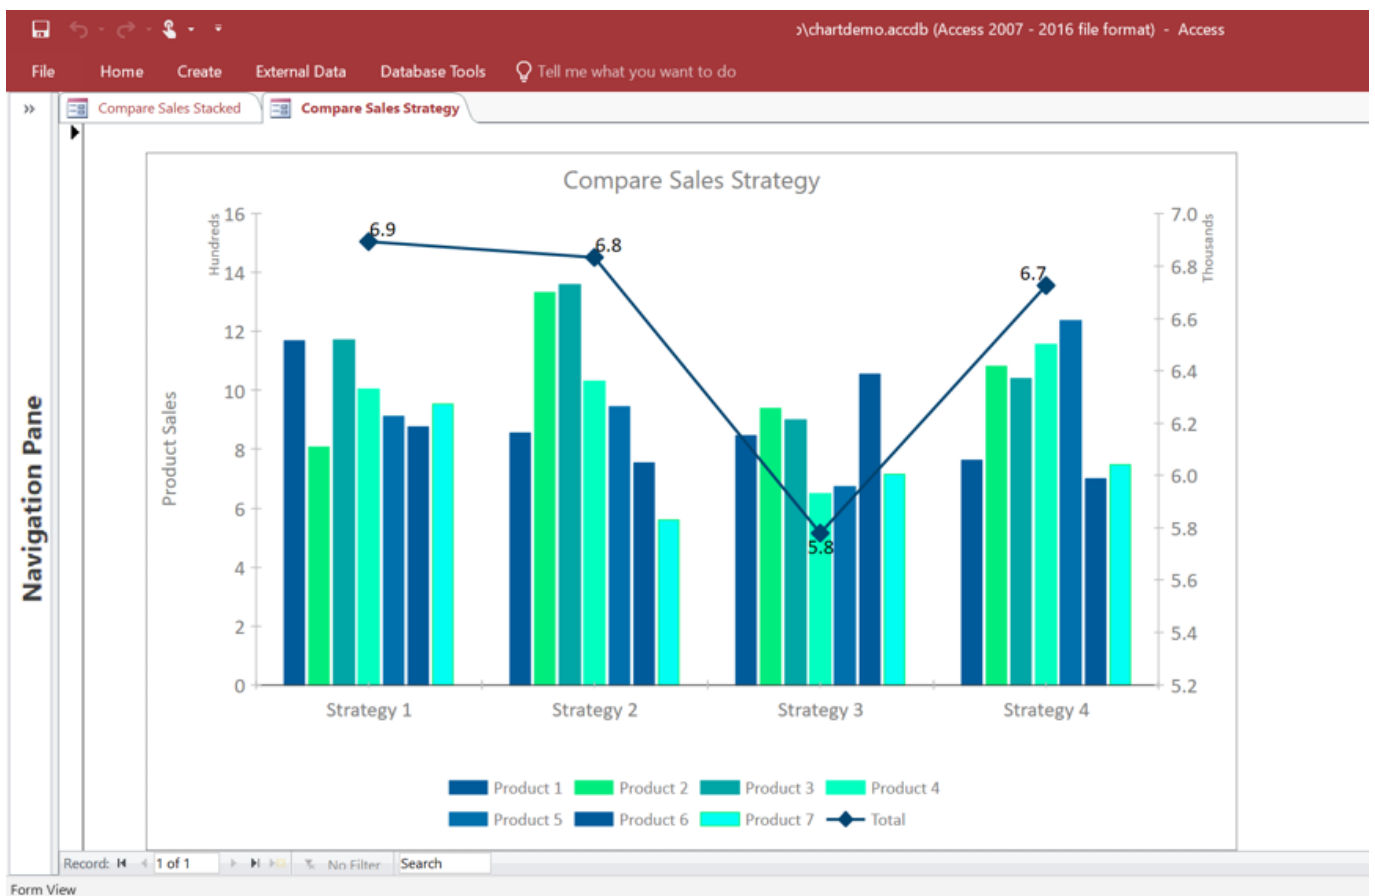 ɔ\chartdemo.accdb (Access 2007 - 2016 file format) - Access
File Home Create External Data Database Tools Tell me what you want to do
Compare Sales Stacked Compare Sales Strategy
Navigation Pane
Compare Sales Strategy
Hundreds
Product Sales
16
14
12
10
8
6
4
2
0
6.9
6.8
5.8
6.7
7.0
6.8
6.6
6.4
6.2
6.0
5.8
5.6
5.4
5.2
Thousands
Strategy 1 Strategy 2 Strategy 3 Strategy 4
Product 1 Product 2 Product 3 Product 4
Product 5 Product 6 Product 7 Total
Record: 1 of 1 No Filter Search
Form View